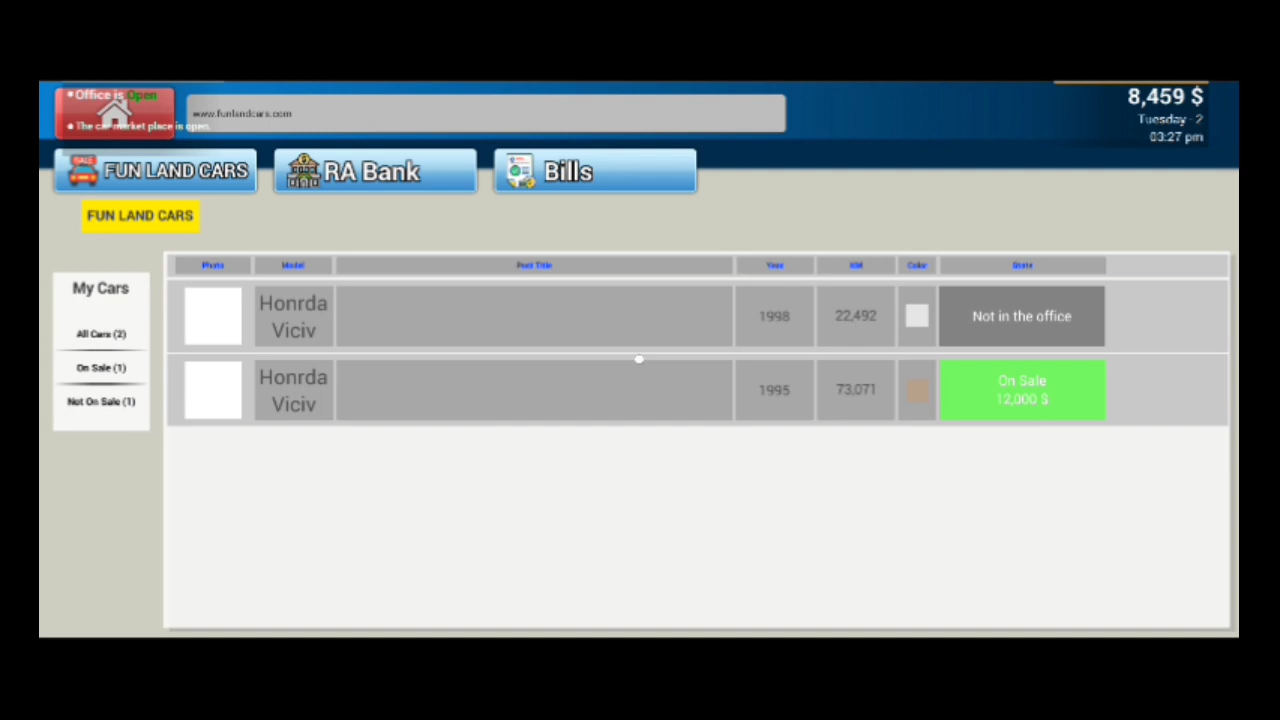 Office is Open
The car market place is open.
www.funlandcars.com
8,459 $
Tuesday - 2
03:27 pm
SALE
FUN LAND CARS
RA Bank
Bills
FUN LAND CARS
Photo
Model
Post Title
Year
KM
Color
State
My Cars
All Cars (2)
On Sale (1)
Not On Sale (1)
Honrda
Viciv
1998
22,492
Not in the office
Honrda
Viciv
1995
73,071
On Sale
12,000 $